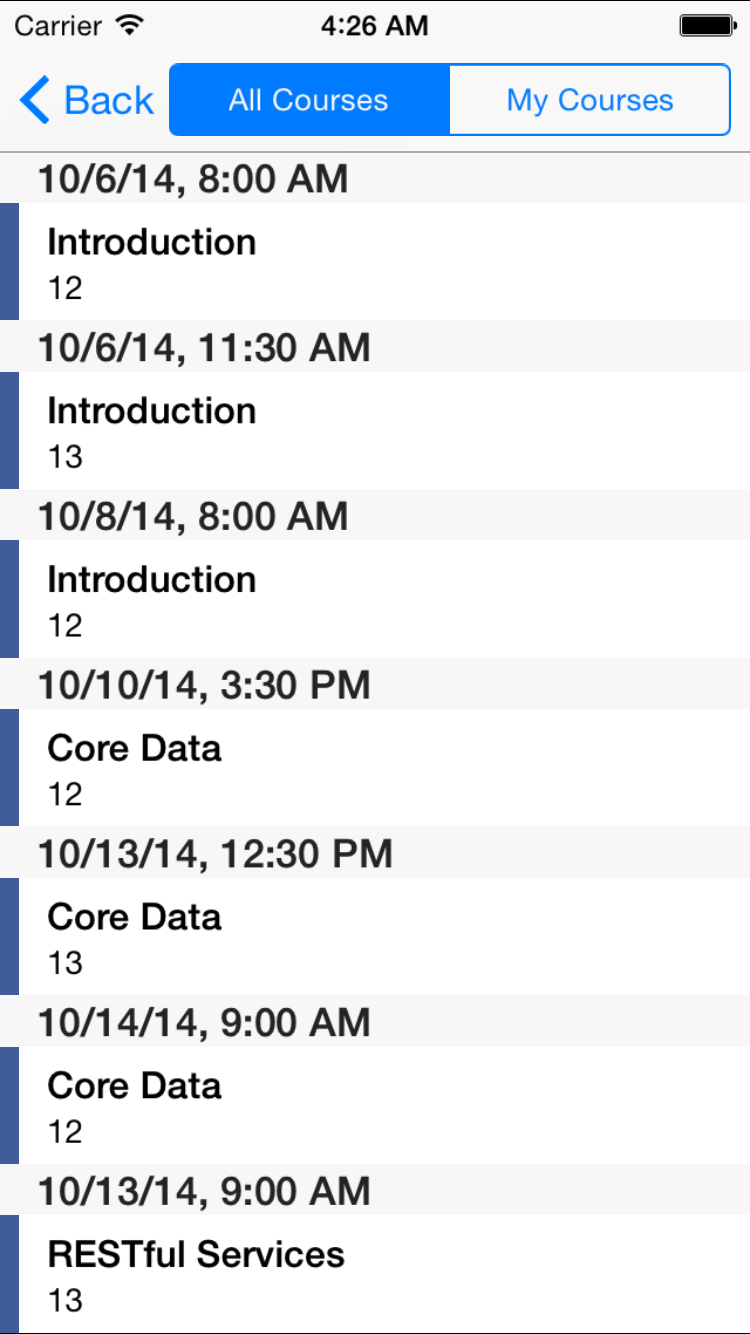 Carrier 4:26 AM
Back All Courses My Courses
10/6/14, 8:00 AM
Introduction
12
10/6/14, 11:30 AM
Introduction
13
10/8/14, 8:00 AM
Introduction
12
10/10/14, 3:30 PM
Core Data
12
10/13/14, 12:30 PM
Core Data
13
10/14/14, 9:00 AM
Core Data
12
10/13/14, 9:00 AM
RESTful Services
13